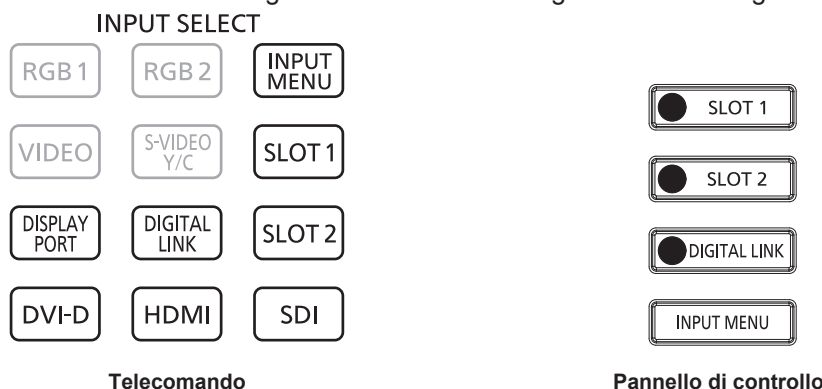 INPUT SELECT
RGB 1
RGB 2
INPUT
MENU
VIDEO
S-VIDEO
Y/C
SLOT 1
DISPLAY
PORT
DIGITAL
LINK
SLOT 2
DVI-D
HDMI
SDI
Telecomando
SLOT 1
SLOT 2
DIGITAL LINK
INPUT MENU
Pannello di controllo